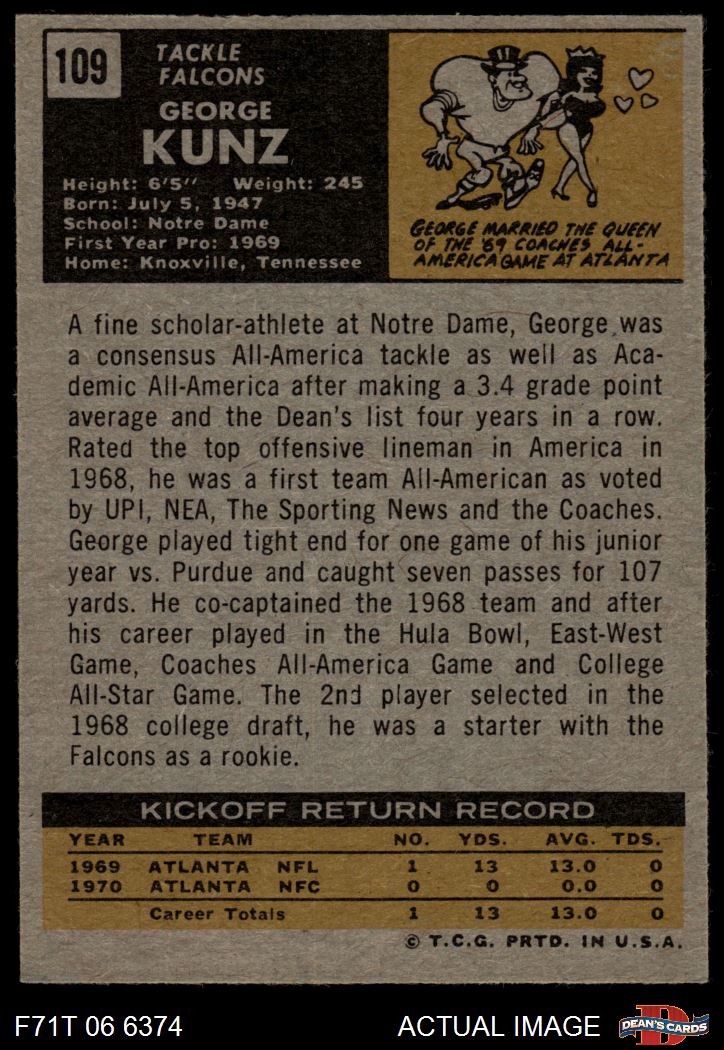 109
TACKLE
FALCONS
GEORGE
KUNZ
Height: 6'5" Weight: 245
Born: July 5, 1947
School: Notre Dame
First Year Pro: 1969
Home: Knoxville, Tennessee
GEORGE MARRIED THE QUEEN
OF THE '69 COACHES ALL-
AMERICA GAME AT ATLANTA
A fine scholar-athlete at Notre Dame, George was
a consensus All-America tackle as well as Aca-
demic All-America after making a 3.4 grade point
average and the Dean's list four years in a row.
Rated the top offensive lineman in America in
1968, he was a first team All-American as voted
by UPI, NEA, The Sporting News and the Coaches.
George played tight end for one game of his junior
year vs. Purdue and caught seven passes for 107
yards. He co-captained the 1968 team and after
his career played in the Hula Bowl, East-West
Game, Coaches All-America Game and College
All-Star Game. The 2nd player selected in the
1968 college draft, he was a starter with the
Falcons as a rookie.
KICKOFF RETURN RECORD
YEAR TEAM NO. YDS. AVG. TDS.
1969 ATLANTA NFL 1 13 13.0 0
1970 ATLANTA NFC 0 0 0.0 0
Career Totals 1 13 13.0 0
© T.C.G. PRTD. IN U.S.A.
F71T 06 6374 ACTUAL IMAGE D DEAN'S CARDS